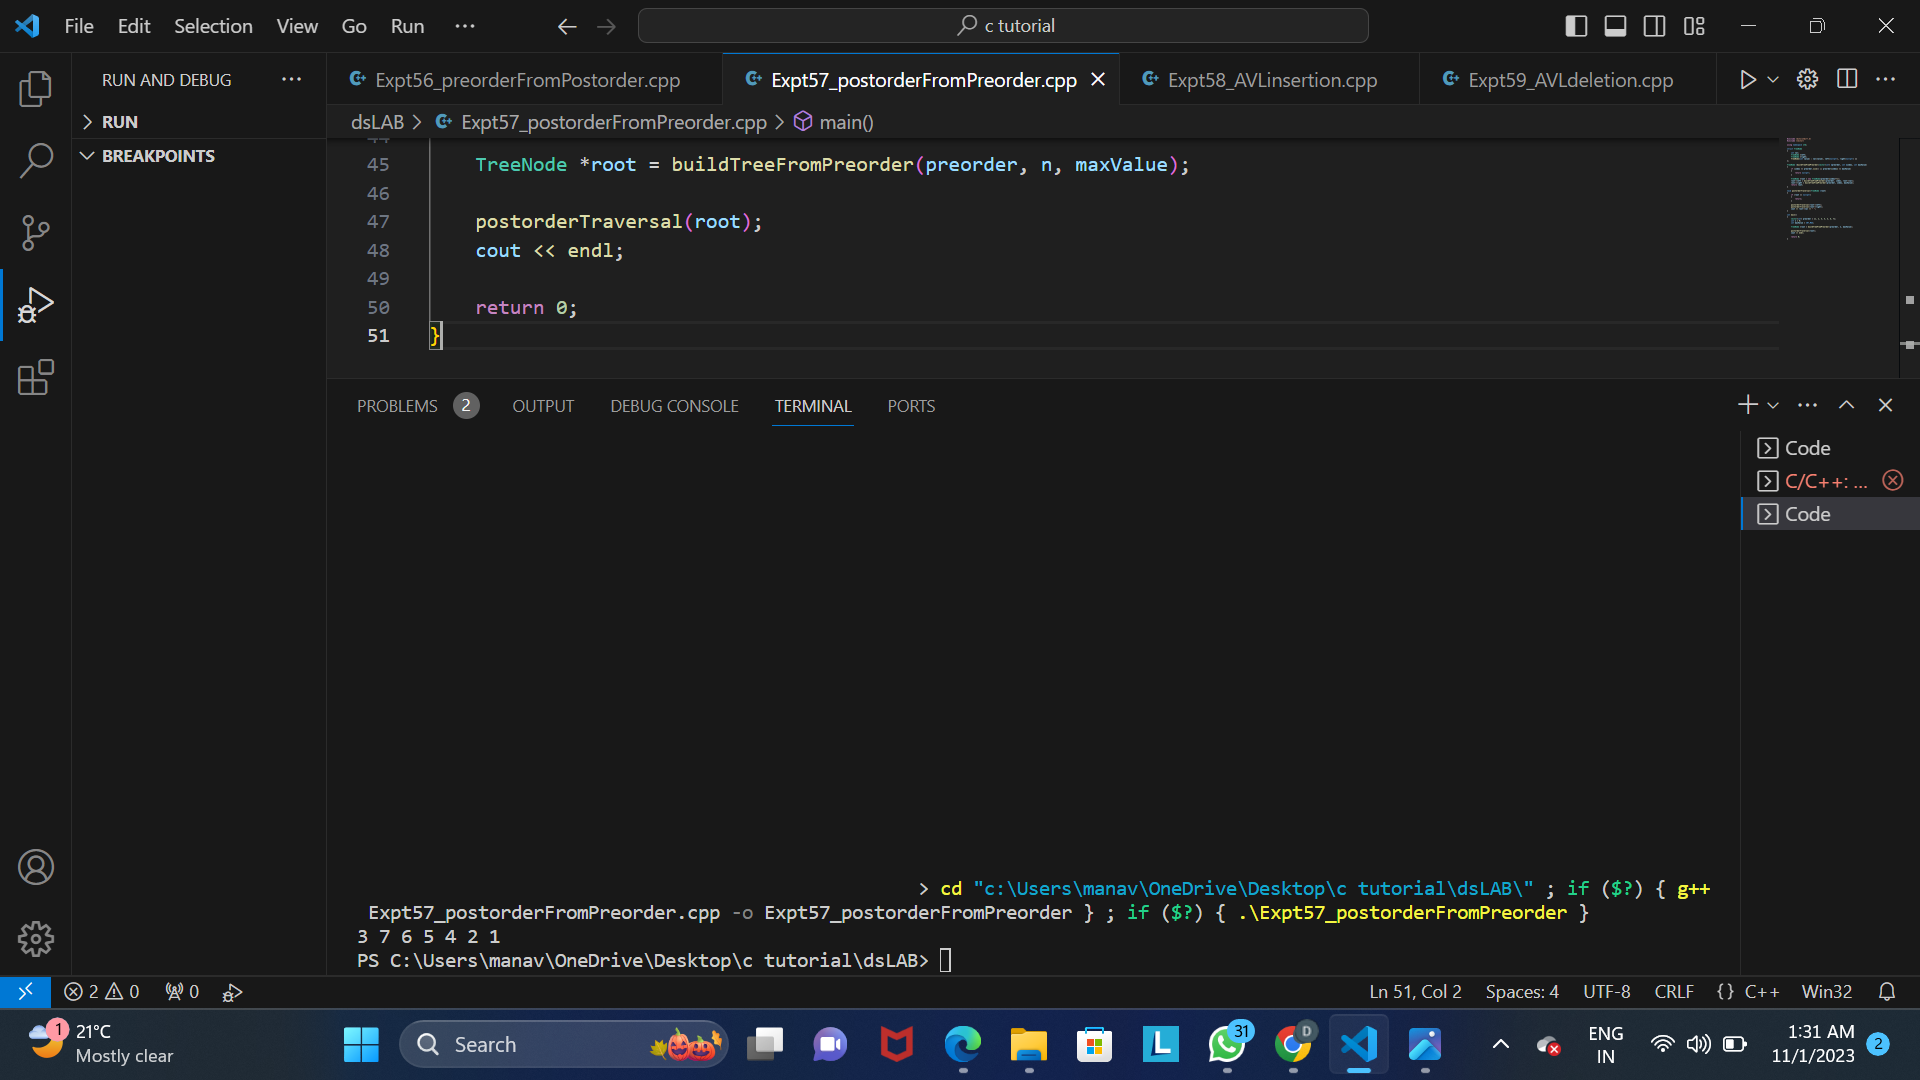 File Edit Selection View Go Run ···
c tutorial
RUN AND DEBUG ···
RUN
BREAKPOINTS
Expt56_preorderFromPostorder.cpp
Expt57_postorderFromPreorder.cpp
Expt58_AVLinsertion.cpp
Expt59_AVLdeletion.cpp
dsLAB > Expt57_postorderFromPreorder.cpp > main()
45 TreeNode *root = buildTreeFromPreorder(preorder, n, maxValue);
46
47 postorderTraversal(root);
48 cout << endl;
49
50 return 0;
51 }
PROBLEMS 2 OUTPUT DEBUG CONSOLE TERMINAL PORTS
Code
C/C++: ...
Code
> cd "c:\Users\manav\OneDrive\Desktop\c tutorial\dsLAB\" ; if ($?) { g++
Expt57_postorderFromPreorder.cpp -o Expt57_postorderFromPreorder } ; if ($?) { .\Expt57_postorderFromPreorder }
3 7 6 5 4 2 1
PS C:\Users\manav\OneDrive\Desktop\c tutorial\dsLAB>
2 0 0
Ln 51, Col 2 Spaces: 4 UTF-8 CRLF {} C++ Win32
1
21°C
Mostly clear
Search
L
31
D
ENG
IN
1:31 AM
11/1/2023
2